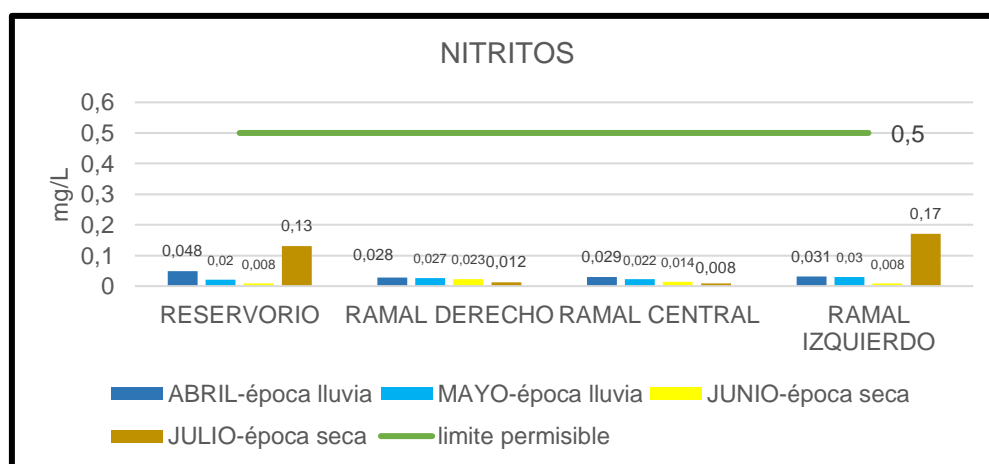 NITRITOS
mg/L
0,6
0,5
0,4
0,3
0,2
0,1
0
0,5
0,048
0,02
0,008
0,13
0,028
0,027
0,023
0,012
0,029
0,022
0,014
0,008
0,031
0,03
0,008
0,17
RESERVORIO
RAMAL DERECHO
RAMAL CENTRAL
RAMAL
IZQUIERDO
ABRIL-época lluvia
MAYO-época lluvia
JUNIO-época seca
JULIO-época seca
limite permisible